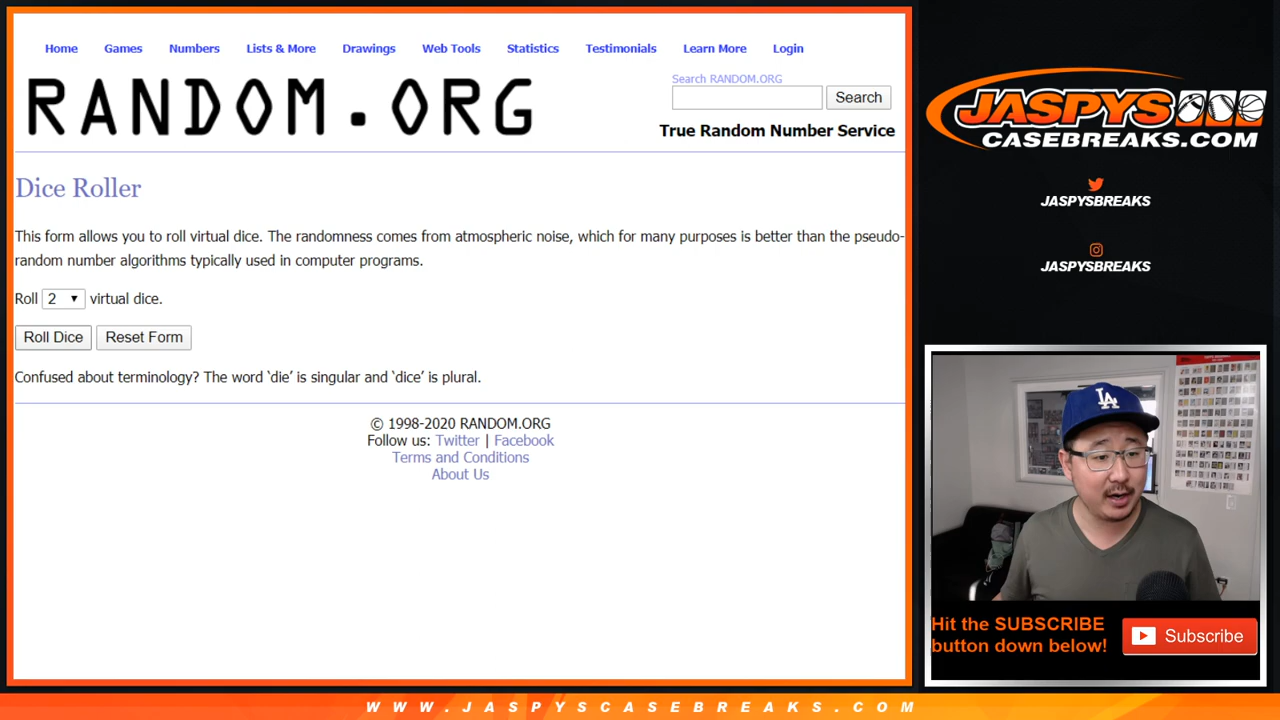 Home Games Numbers Lists & More Drawings Web Tools Statistics Testimonials Learn More Login
RANDOM.ORG
Search RANDOM.ORG
Search
True Random Number Service
Dice Roller
This form allows you to roll virtual dice. The randomness comes from atmospheric noise, which for many purposes is better than the pseudo-
random number algorithms typically used in computer programs.
Roll 2 virtual dice.
Roll Dice Reset Form
Confused about terminology? The word ‘die’ is singular and ‘dice’ is plural.
© 1998-2020 RANDOM.ORG
Follow us: Twitter | Facebook
Terms and Conditions
About Us
JASPYS
CASEBREAKS.COM
JASPYSBREAKS
JASPYSBREAKS
LA
Hit the SUBSCRIBE
button down below!
Subscribe
WWW.JASPYSCASEBREAKS.COM